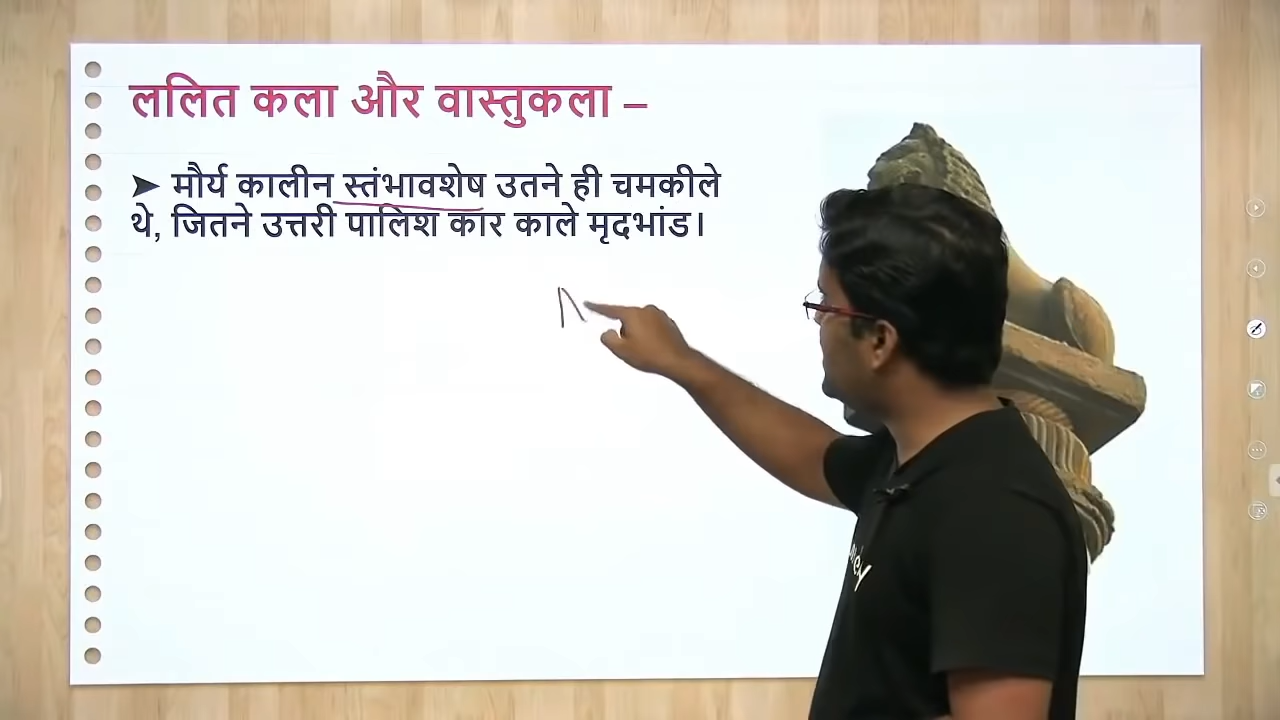 ललित कला और वास्तुकला –
➤ मौर्य कालीन स्तंभावशेष उतने ही चमकीले
थे, जितने उत्तरी पालिश कार काले मृदभांड।